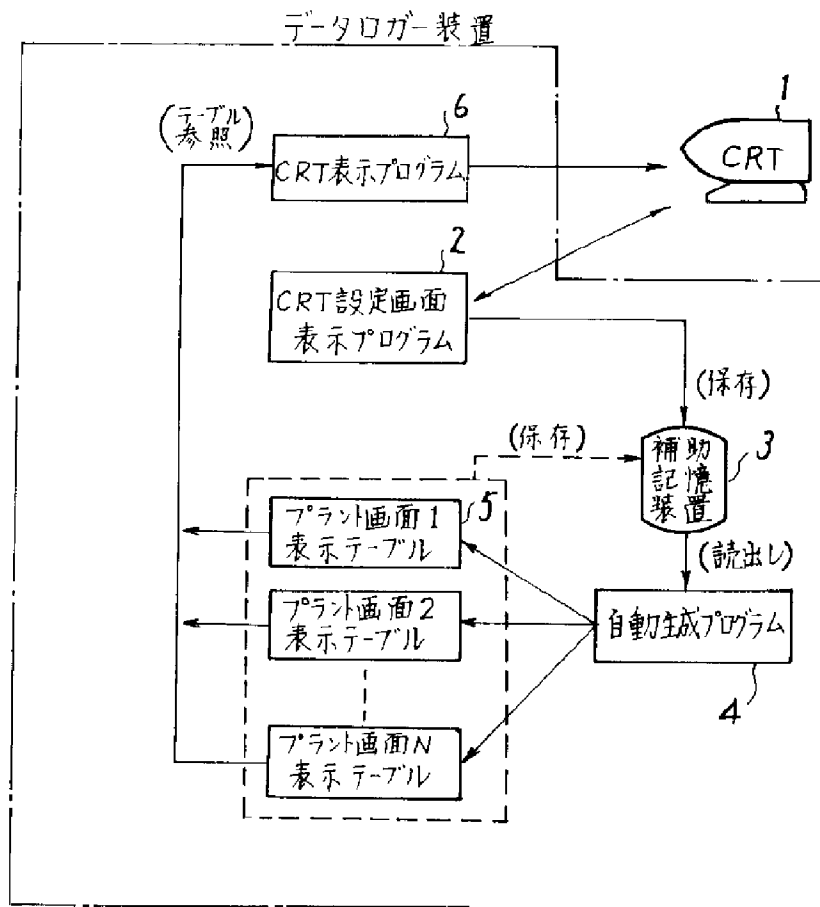 データロガー装置
(テーブル
参照)
6
CRT表示プログラム
1
CRT
2
CRT設定画面
表示プログラム
(保存)
(保存)
補助
記憶
装置
3
5
プラント画面1
表示テーブル
(読出し)
プラント画面2
表示テーブル
自動生成プログラム
4
プラント画面N
表示テーブル